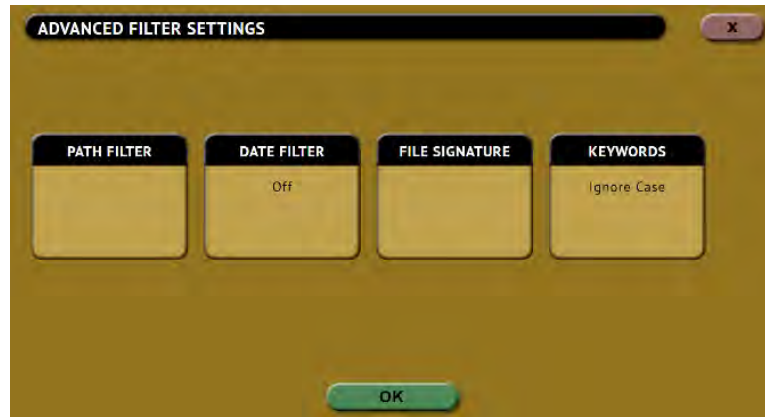 ADVANCED FILTER SETTINGS
X
PATH FILTER
DATE FILTER
Off
FILE SIGNATURE
KEYWORDS
Ignore Case
OK